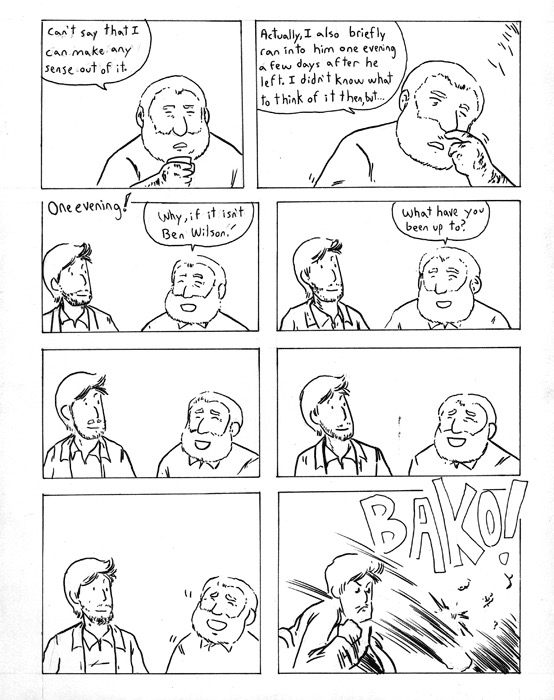 Can't say that I
can make any
sense out of it.
Actually, I also briefly
ran into him one evening
a few days after he
left. I didn't know what
to think of it then, but...
One evening!
Why, if it isn't
Ben Wilson!
What have you
been up to?
BAKO!